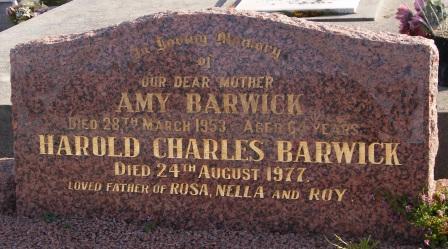 In Loving Memory
of
OUR DEAR MOTHER
AMY BARWICK
DIED 28TH MARCH 1953 AGED YEARS
HAROLD CHARLES BARWICK
DIED 24TH AUGUST 1977.
LOVED FATHER OF ROSA, NELLA AND ROY